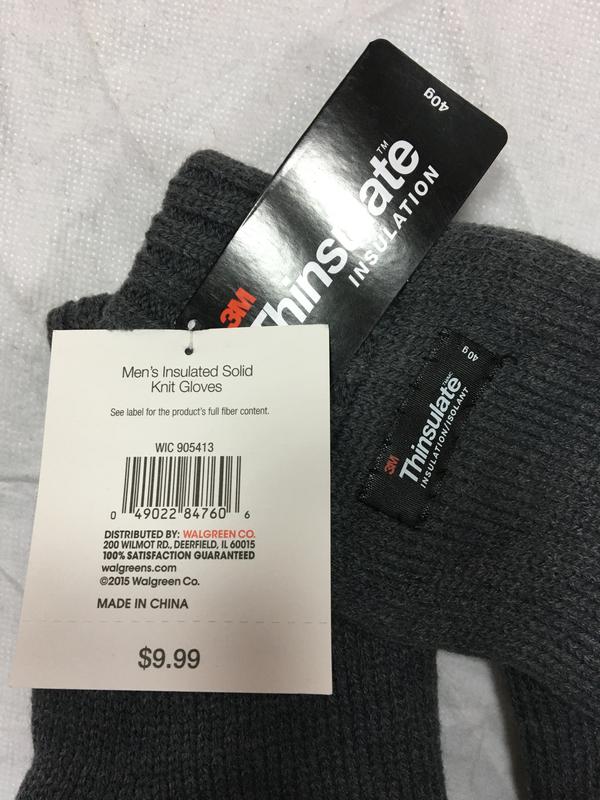 40g
3M
Thinsulate™
INSULATION
40g
3M
Thinsulate
INSULATION/ISOLANT
Men's Insulated Solid
Knit Gloves
See label for the product's full fiber content.
WIC 905413
0 49022 84760 6
DISTRIBUTED BY: WALGREEN CO.
200 WILMOT RD., DEERFIELD, IL 60015
100% SATISFACTION GUARANTEED
walgreens.com
©2015 Walgreen Co.
MADE IN CHINA
$9.99